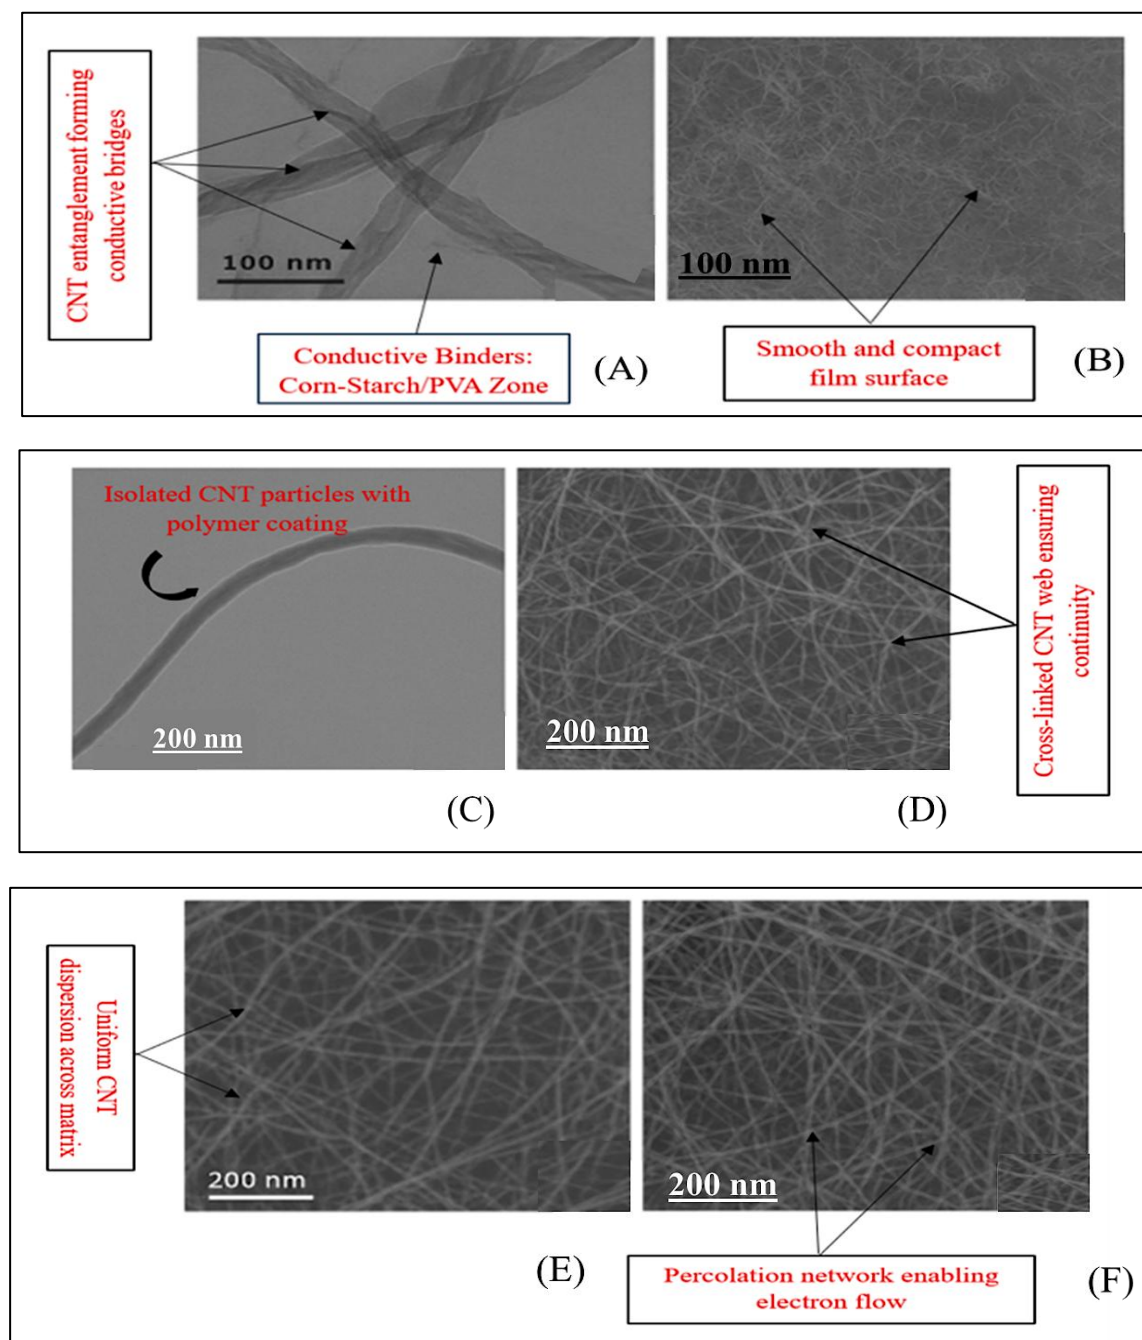 CNT entanglement forming
conductive bridges
100 nm
100 nm
Conductive Binders:
Corn-Starch/PVA Zone
(A)
Smooth and compact
film surface
(B)
Isolated CNT particles with
polymer coating
200 nm
200 nm
Cross-linked CNT web ensuring
continuity
(C)
(D)
Uniform CNT
dispersion across matrix
200 nm
200 nm
(E)
Percolation network enabling
electron flow
(F)